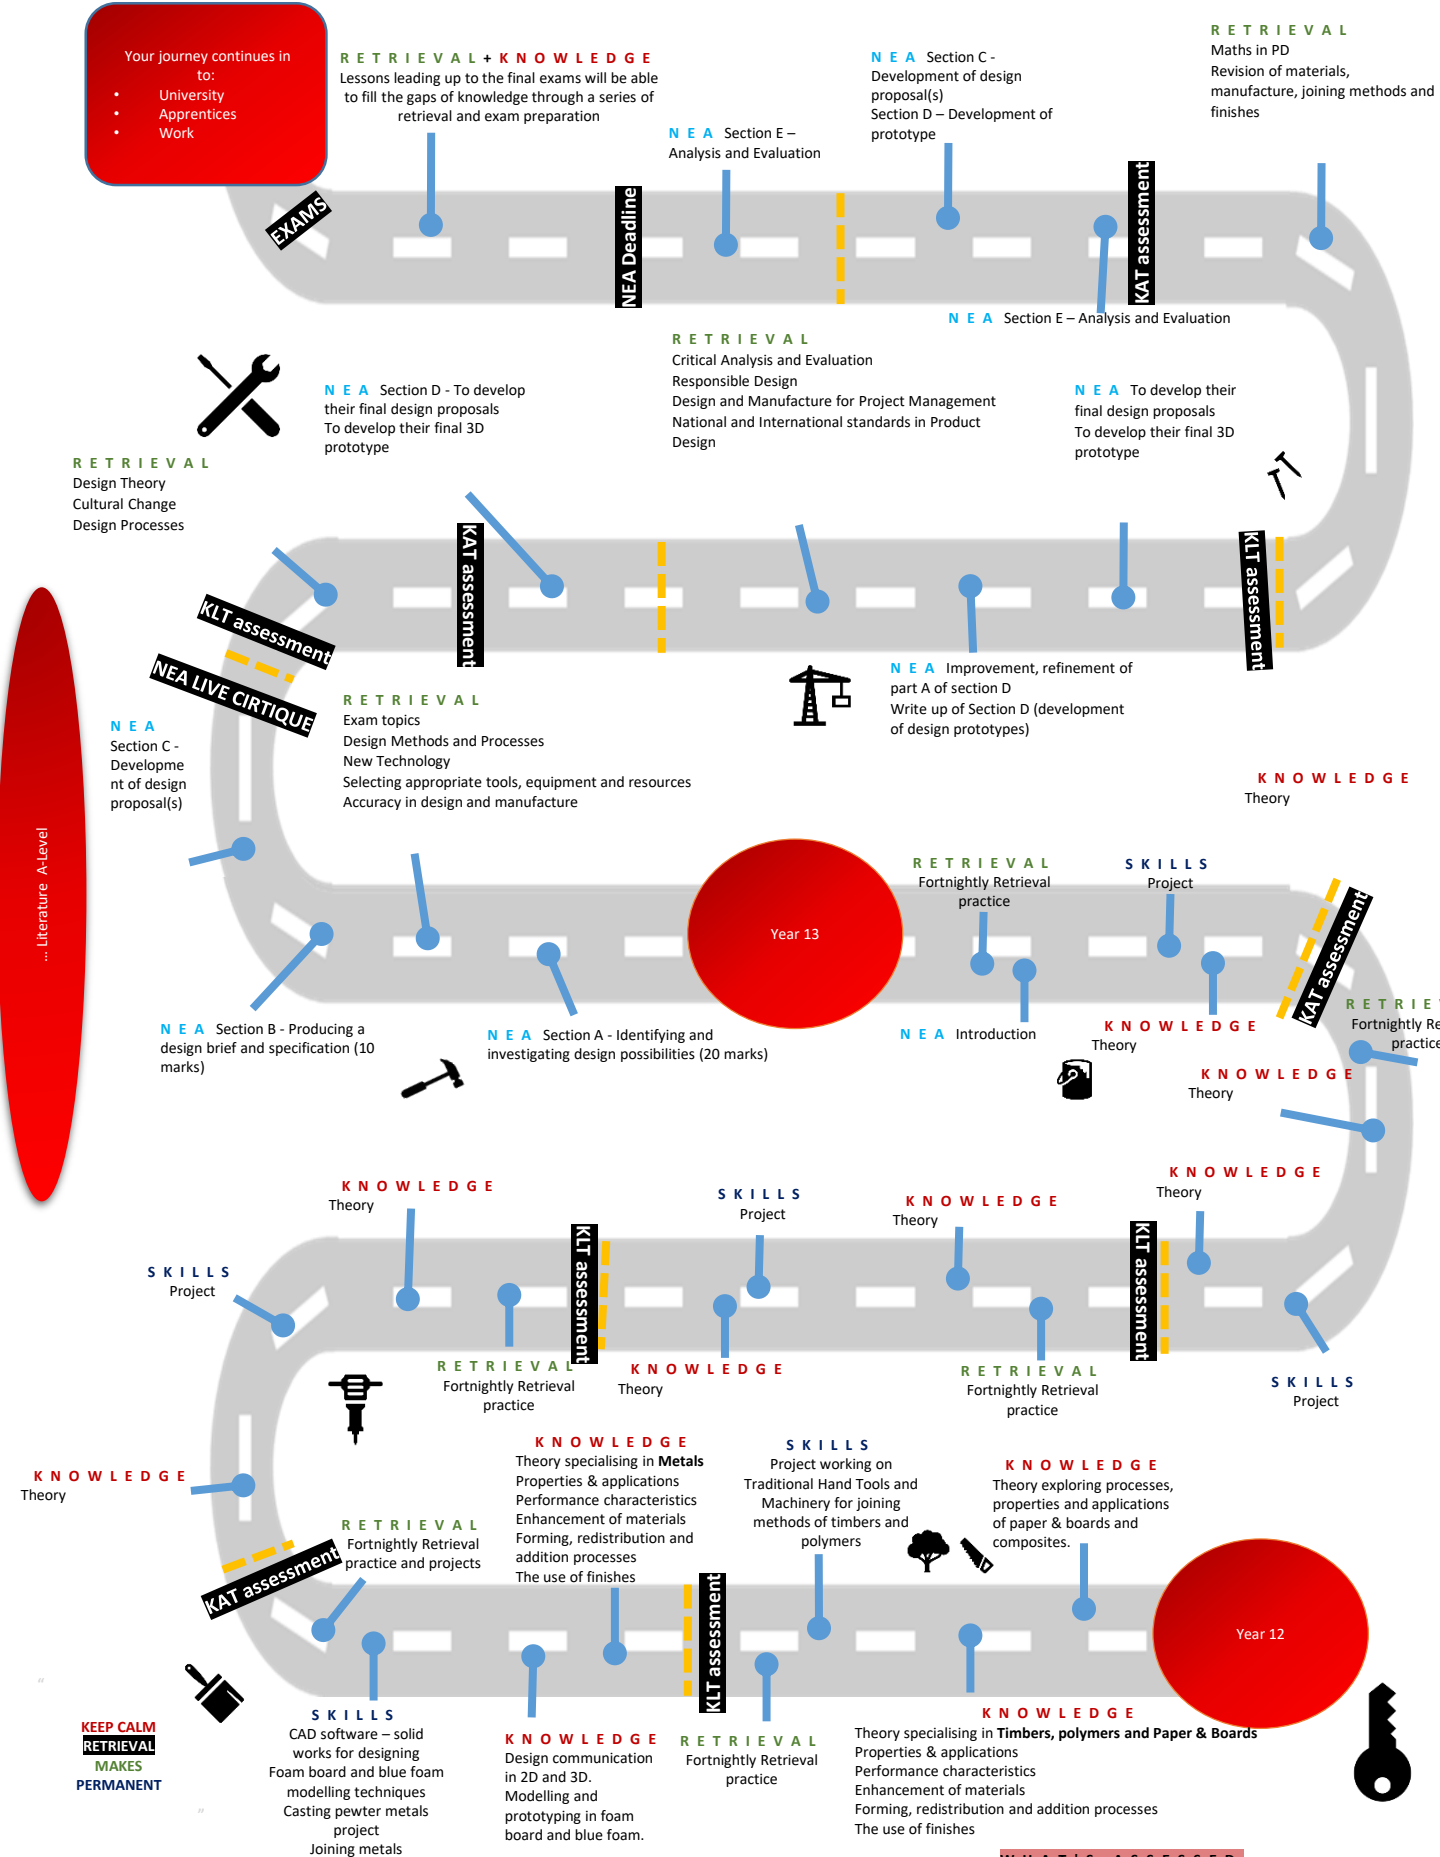 Your journey continues in
to:
• University
• Apprentices
• Work
RETRIEVAL + KNOWLEDGE
Lessons leading up to the final exams will be able
to fill the gaps of knowledge through a series of
retrieval and exam preparation
NEA Section E –
Analysis and Evaluation
NEA Section C -
Development of design
proposal(s)
Section D – Development of
prototype
RETRIEVAL
Maths in PD
Revision of materials,
manufacture, joining methods and
finishes
EXAMS
NEA Deadline
KAT assessment
NEA Section E – Analysis and Evaluation
NEA Section D - To develop
their final design proposals
To develop their final 3D
prototype
RETRIEVAL
Critical Analysis and Evaluation
Responsible Design
Design and Manufacture for Project Management
National and International standards in Product
Design
NEA To develop their
final design proposals
To develop their final 3D
prototype
RETRIEVAL
Design Theory
Cultural Change
Design Processes
KLT assessment
NEA LIVE CIRTIQUE
KAT assessment
KLT assessment
NEA Improvement, refinement of
part A of section D
Write up of Section D (development
of design prototypes)
NEA
Section C -
Developme
nt of design
proposal(s)
RETRIEVAL
Exam topics
Design Methods and Processes
New Technology
Selecting appropriate tools, equipment and resources
Accuracy in design and manufacture
KNOWLEDGE
Theory
... Literature A-Level
Year 13
RETRIEVAL
Fortnightly Retrieval
practice
SKILLS
Project
KAT assessment
NEA Section B - Producing a
design brief and specification (10
marks)
NEA Section A - Identifying and
investigating design possibilities (20 marks)
NEA Introduction
KNOWLEDGE
Theory
RETRIEV
Fortnightly Re
practice
KNOWLEDGE
Theory
KNOWLEDGE
Theory
SKILLS
Project
KNOWLEDGE
Theory
KNOWLEDGE
Theory
SKILLS
Project
KLT assessment
KLT assessment
RETRIEVAL
Fortnightly Retrieval
practice
KNOWLEDGE
Theory
RETRIEVAL
Fortnightly Retrieval
practice
SKILLS
Project
KNOWLEDGE
Theory
KAT assessment
RETRIEVAL
Fortnightly Retrieval
practice and projects
KNOWLEDGE
Theory specialising in Metals
Properties & applications
Performance characteristics
Enhancement of materials
Forming, redistribution and
addition processes
The use of finishes
SKILLS
Project working on
Traditional Hand Tools and
Machinery for joining
methods of timbers and
polymers
KNOWLEDGE
Theory exploring processes,
properties and applications
of paper & boards and
composites.
KLT assessment
Year 12
"
KEEP CALM
RETRIEVAL
MAKES
PERMANENT
"
SKILLS
CAD software – solid
works for designing
Foam board and blue foam
modelling techniques
Casting pewter metals
project
Joining metals
KNOWLEDGE
Design communication
in 2D and 3D.
Modelling and
prototyping in foam
board and blue foam.
RETRIEVAL
Fortnightly Retrieval
practice
KNOWLEDGE
Theory specialising in Timbers, polymers and Paper & Boards
Properties & applications
Performance characteristics
Enhancement of materials
Forming, redistribution and addition processes
The use of finishes